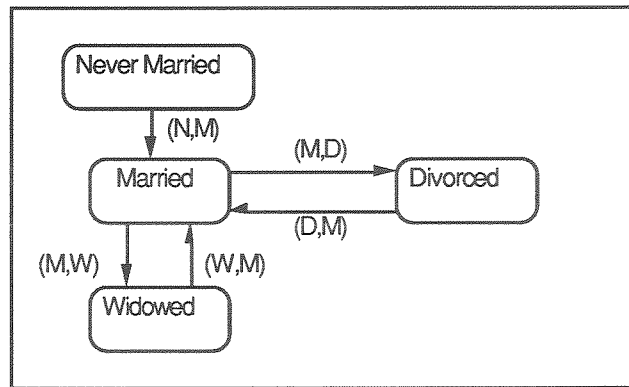 Never Married
(N,M)
(M,D)
Married
Divorced
(D,M)
(M,W)
(W,M)
Widowed